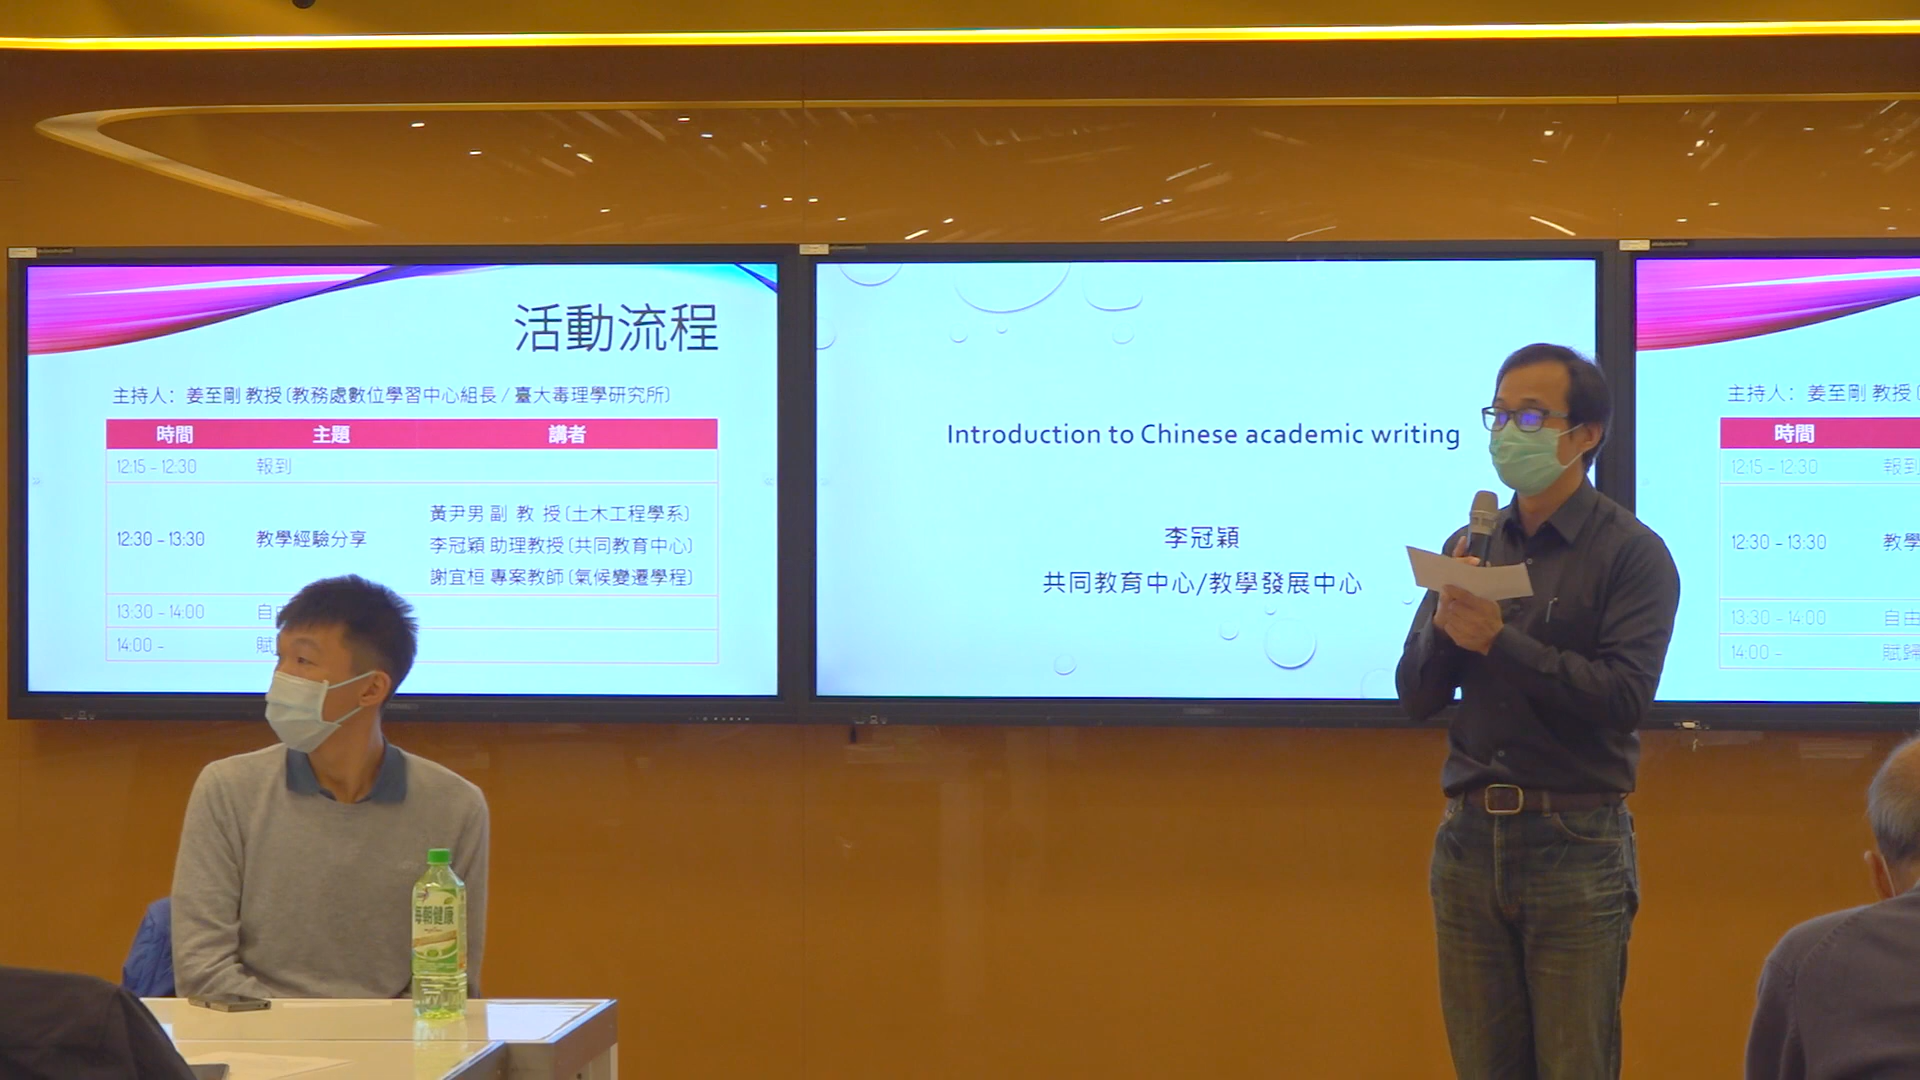 活動流程
主持人：姜至剛 教授（教務處數位學習中心組長 / 臺大毒理學研究所）
時間 主題 講者
12:15 – 12:30 報到
12:30 – 13:30 教學經驗分享
黃尹男 副 教 授（土木工程學系）
李冠穎 助理教授（共同教育中心）
謝宜桓 專案教師（氣候變遷學程）
13:30 – 14:00 自由
14:00 – 賦
Introduction to Chinese academic writing
李冠穎
共同教育中心/教學發展中心
主持人：姜至剛 教授
時間
12:15 – 12:30 報到
12:30 – 13:30 教學
13:30 – 14:00 自由
14:00 – 賦歸
每朝健康